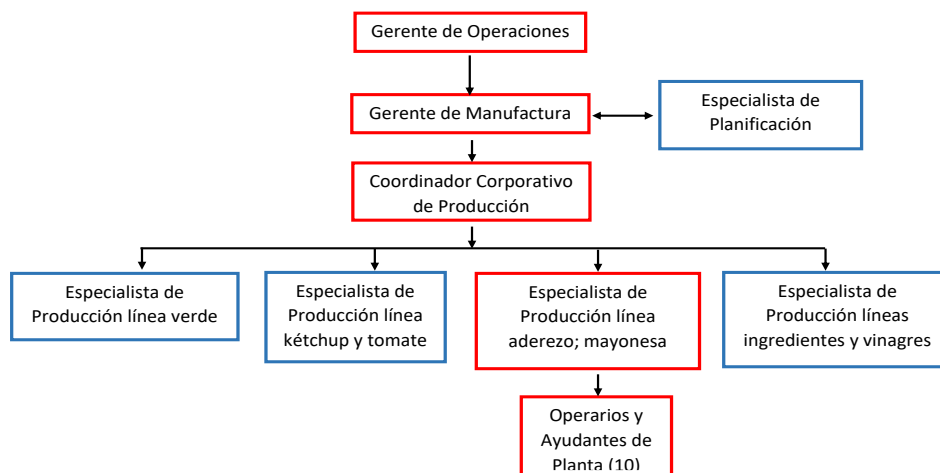 Gerente de Operaciones
Gerente de Manufactura
Especialista de
Planificación
Coordinador Corporativo
de Producción
Especialista de
Producción línea verde
Especialista de
Producción línea
kétchup y tomate
Especialista de
Producción línea
aderezo; mayonesa
Especialista de
Producción líneas
ingredientes y vinagres
Operarios y
Ayudantes de
Planta (10)